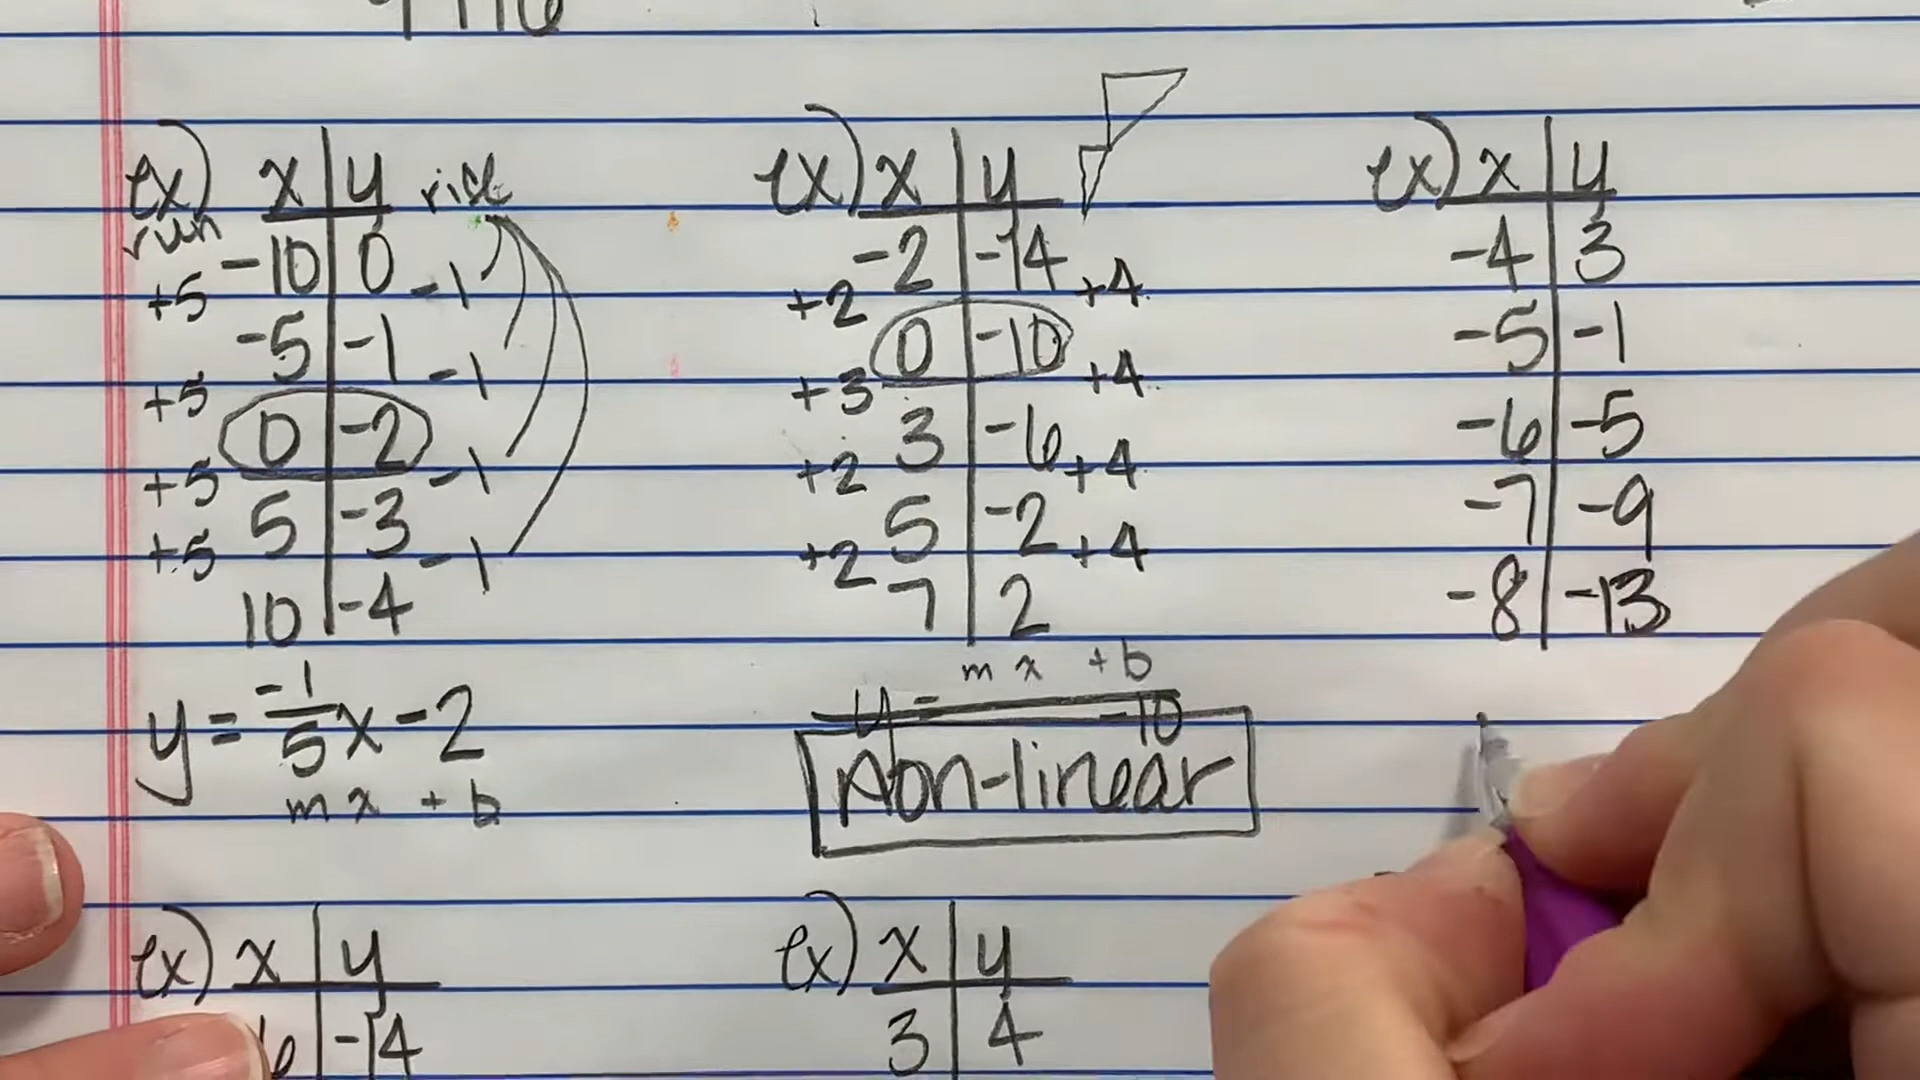 ex) x y rise
run
-10 0
+5 -1
-5 -1
+5 -1
0 -2
+5 -1
5 -3
+5 -1
10 -4
y = -1/5 x - 2
m x + b
ex) x y
-2 -14
+2 +4
0 -10
+3 +4
3 -6
+2 +4
5 -2
+2 +4
7 2
m x + b
y = -10
Non-linear
ex) x y
-4 3
-5 -1
-6 -5
-7 -9
-8 -13
ex) x y
6 -14
ex) x y
3 4